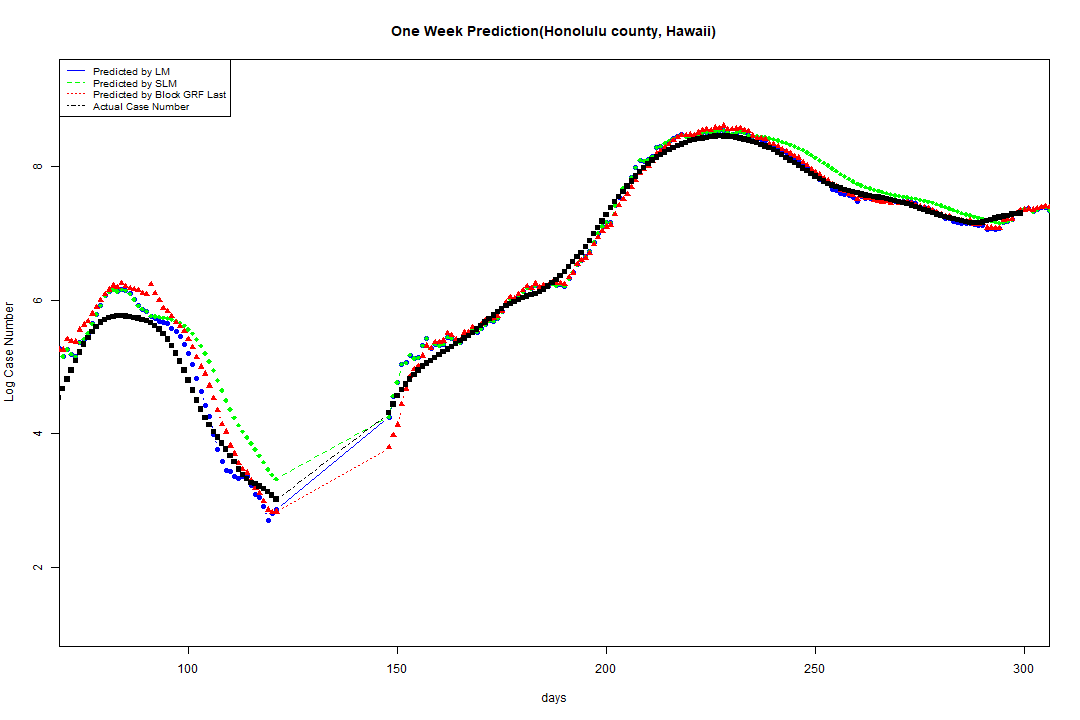 One Week Prediction(Honolulu county, Hawaii)
Predicted by LM
Predicted by SLM
Predicted by Block GRF Last
Actual Case Number
8
6
4
2
Log Case Number
100 150 200 250 300
days